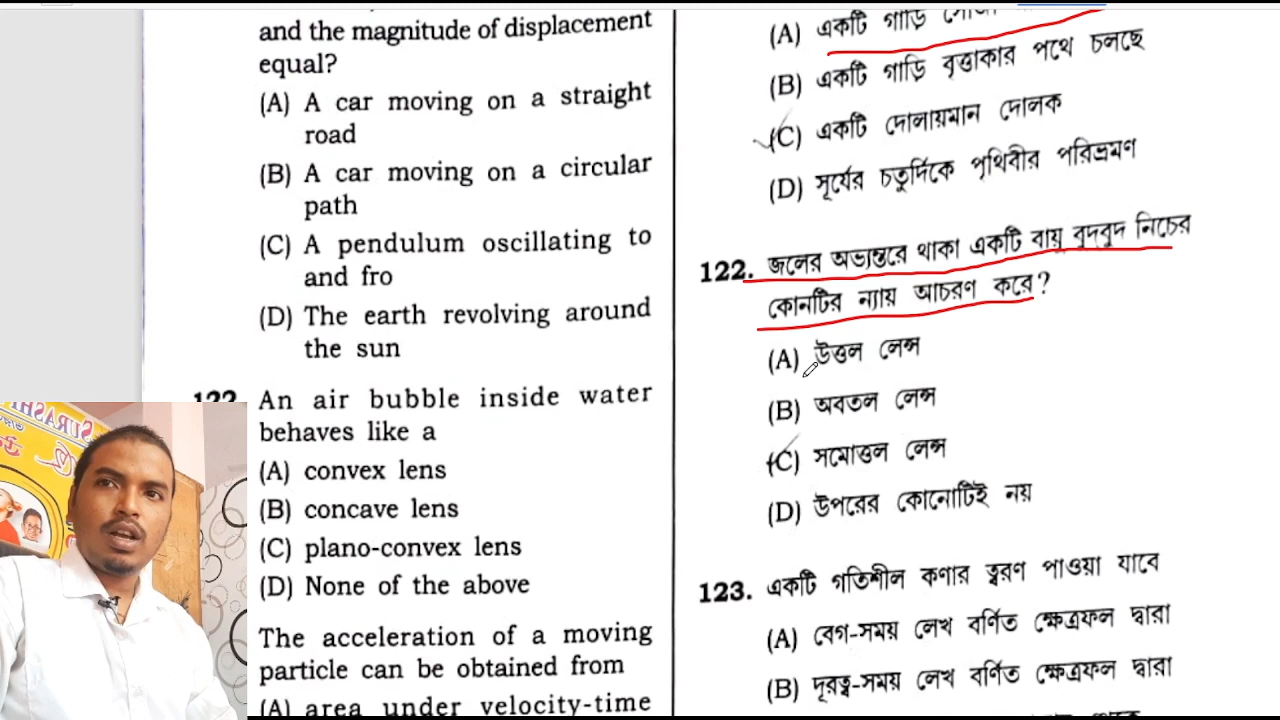 and the magnitude of displacement
equal?
(A) A car moving on a straight
road
(B) A car moving on a circular
path
(C) A pendulum oscillating to
and fro
(D) The earth revolving around
the sun
122.
An air bubble inside water
behaves like a
(A) convex lens
(B) concave lens
(C) plano-convex lens
(D) None of the above
The acceleration of a moving
particle can be obtained from
(A) area under velocity-time
(A) একটি গাড়ি সোজা
(B) একটি গাড়ি বৃত্তাকার পথে চলছে
(C) একটি দোলায়মান দোলক
(D) সূর্যের চতুর্দিকে পৃথিবীর পরিভ্রমণ
122. জলের অভ্যন্তরে থাকা একটি বায়ু বুদবুদ নিচের
কোনটির ন্যায় আচরণ করে?
(A) উত্তল লেন্স
(B) অবতল লেন্স
(C) সমোত্তল লেন্স
(D) উপরের কোনোটিই নয়
123. একটি গতিশীল কণার ত্বরণ পাওয়া যাবে
(A) বেগ-সময় লেখ বর্ণিত ক্ষেত্রফল দ্বারা
(B) দূরত্ব-সময় লেখ বর্ণিত ক্ষেত্রফল দ্বারা